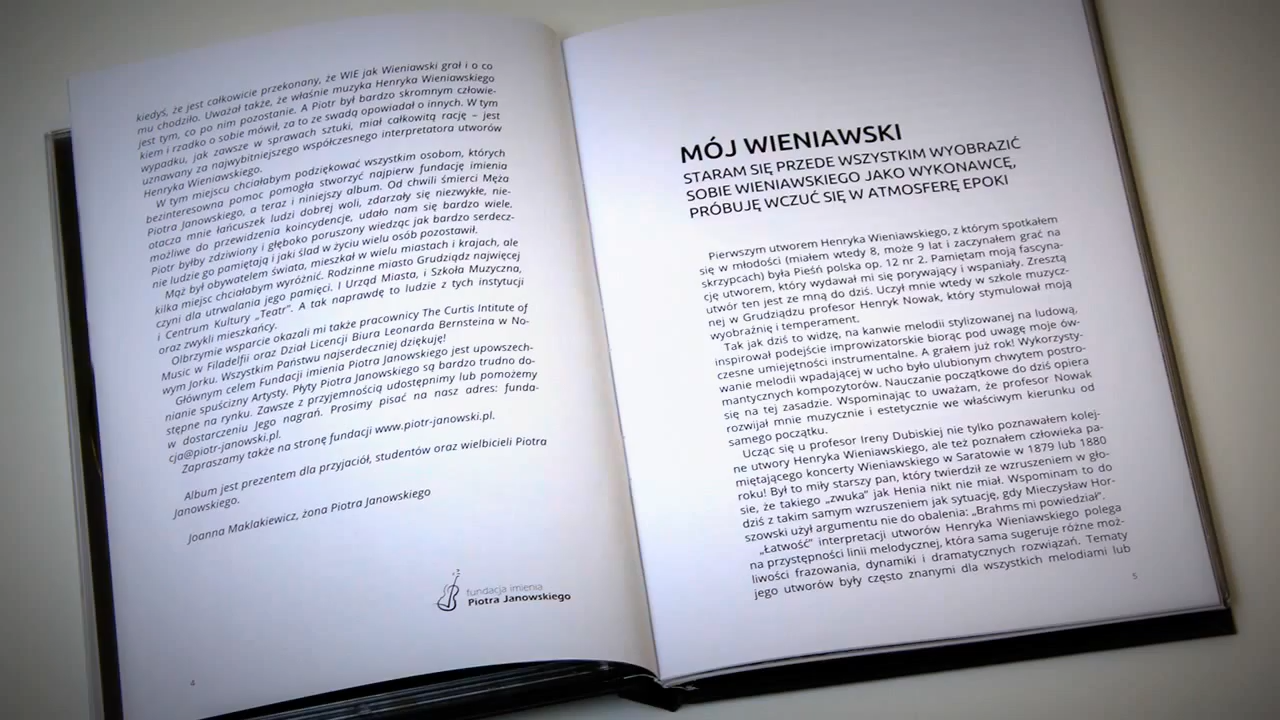 kiedyś, że jest całkowicie przekonany, że WIE jak Wieniawski grał i o co
mu chodziło. Uważał także, że właśnie muzyka Henryka Wieniawskiego
jest tym, co po nim pozostanie. A Piotr był bardzo skromnym człowie-
kiem i rzadko o sobie mówił, za to ze swadą opowiadał o innych. W tym
wypadku, jak zawsze w sprawach sztuki, miał całkowitą rację – jest
uznawany za najwybitniejszego współczesnego interpretatora utworów
Henryka Wieniawskiego.
W tym miejscu chciałabym podziękować wszystkim osobom, których
bezinteresowna pomoc pomogła stworzyć najpierw fundację imienia
Piotra Janowskiego, a teraz i niniejszy album. Od chwili śmierci Męża
otacza mnie łańcuszek ludzi dobrej woli, zdarzały się niezwykłe, nie-
możliwe do przewidzenia koincydencje, udało nam się bardzo wiele.
Piotr byłby zdziwiony i głęboko poruszony wiedząc jak bardzo serdecz-
nie ludzie go pamiętają i jaki ślad w życiu wielu osób pozostawił.
Mąż był obywatelem świata, mieszkał w wielu miastach i krajach, ale
kilka miejsc chciałabym wyróżnić. Rodzinne miasto Grudziądz najwięcej
czyni dla utrwalania jego pamięci. I Urząd Miasta, i Szkoła Muzyczna,
i Centrum Kultury „Teatr”. A tak naprawdę to ludzie z tych instytucji
oraz zwykli mieszkańcy.
Olbrzymie wsparcie okazali mi także pracownicy The Curtis Intitute of
Music w Filadelfii oraz Dział Licencji Biura Leonarda Bernsteina w No-
wym Jorku. Wszystkim Państwu najserdeczniej dziękuję!
Głównym celem Fundacji imienia Piotra Janowskiego jest upowszech-
nianie spuścizny Artysty. Płyty Piotra Janowskiego są bardzo trudno do-
stępne na rynku. Zawsze z przyjemnością udostępnimy lub pomożemy
w dostarczeniu Jego nagrań. Prosimy pisać na nasz adres: funda-
cja@piotr-janowski.pl.
Zapraszamy także na stronę fundacji www.piotr-janowski.pl.
Album jest prezentem dla przyjaciół, studentów oraz wielbicieli Piotra
Janowskiego.
Joanna Maklakiewicz, żona Piotra Janowskiego
fundacja imienia
Piotra Janowskiego
4
MÓJ WIENIAWSKI
STARAM SIĘ PRZEDE WSZYSTKIM WYOBRAZIĆ
SOBIE WIENIAWSKIEGO JAKO WYKONAWCĘ,
PRÓBUJĘ WCZUĆ SIĘ W ATMOSFERĘ EPOKI
Pierwszym utworem Henryka Wieniawskiego, z którym spotkałem
się w młodości (miałem wtedy 8, może 9 lat i zaczynałem grać na
skrzypcach) była Pieśń polska op. 12 nr 2. Pamiętam moją fascyna-
cję utworem, który wydawał mi się porywający i wspaniały. Zresztą
utwór ten jest ze mną do dziś. Uczył mnie wtedy w szkole muzycz-
nej w Grudziądzu profesor Henryk Nowak, który stymulował moją
wyobraźnię i temperament.
Tak jak dziś to widzę, na kanwie melodii stylizowanej na ludową,
inspirował podejście improwizatorskie biorąc pod uwagę moje ów-
czesne umiejętności instrumentalne. A grałem już rok! Wykorzysty-
wanie melodii wpadającej w ucho było ulubionym chwytem postro-
mantycznych kompozytorów. Nauczanie początkowe do dziś opiera
się na tej zasadzie. Wspominając to uważam, że profesor Nowak
rozwijał mnie muzycznie i estetycznie we właściwym kierunku od
samego początku.
Ucząc się u profesor Ireny Dubiskiej nie tylko poznawałem kolej-
ne utwory Henryka Wieniawskiego, ale też poznałem człowieka pa-
miętającego koncerty Wieniawskiego w Saratowie w 1879 lub 1880
roku! Był to miły starszy pan, który twierdził ze wzruszeniem w gło-
sie, że takiego „zwuka” jak Henia nikt nie miał. Wspominam to do
dziś z takim samym wzruszeniem jak sytuację, gdy Mieczysław Hor-
szowski użył argumentu nie do obalenia: „Brahms mi powiedział”.
„Łatwość” interpretacji utworów Henryka Wieniawskiego polega
na przystępności linii melodycznej, która sama sugeruje różne moż-
liwości frazowania, dynamiki i dramatycznych rozwiązań. Tematy
jego utworów były często znanymi dla wszystkich melodiami lub
5